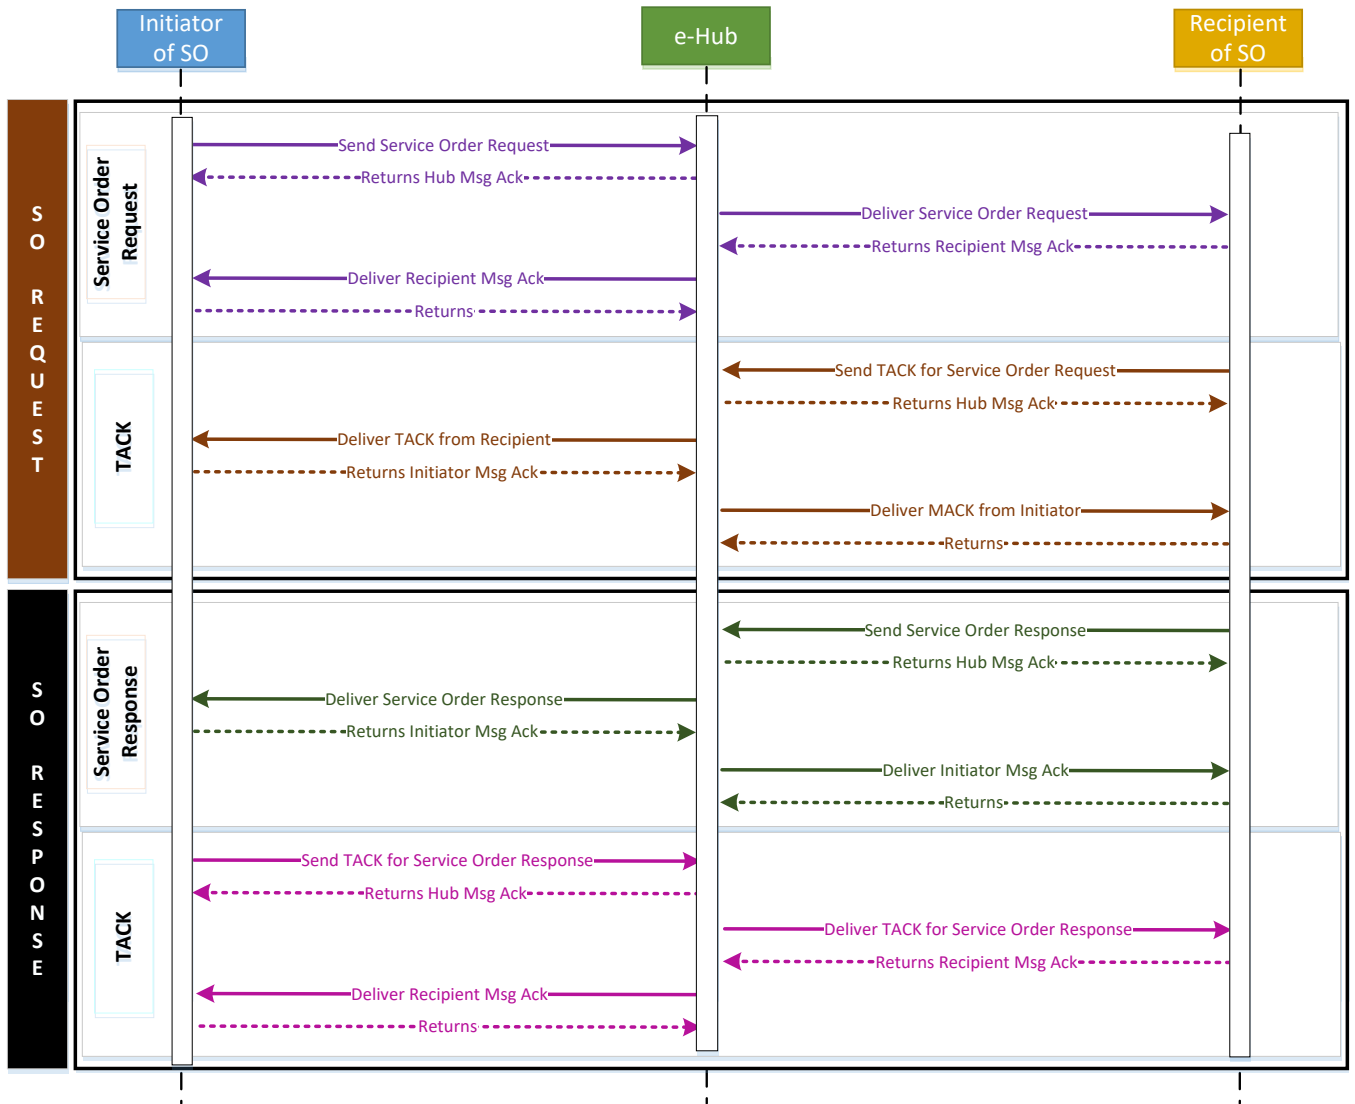 Initiator
of SO
e-Hub
Recipient
of SO
SO REQUEST
Service Order
Request
Send Service Order Request
Returns Hub Msg Ack
Deliver Service Order Request
Returns Recipient Msg Ack
Deliver Recipient Msg Ack
Returns
TACK
Send TACK for Service Order Request
Returns Hub Msg Ack
Deliver TACK from Recipient
Returns Initiator Msg Ack
Deliver MACK from Initiator
Returns
SO RESPONSE
Service Order
Response
Send Service Order Response
Returns Hub Msg Ack
Deliver Service Order Response
Returns Initiator Msg Ack
Deliver Initiator Msg Ack
Returns
TACK
Send TACK for Service Order Response
Returns Hub Msg Ack
Deliver TACK for Service Order Response
Returns Recipient Msg Ack
Deliver Recipient Msg Ack
Returns